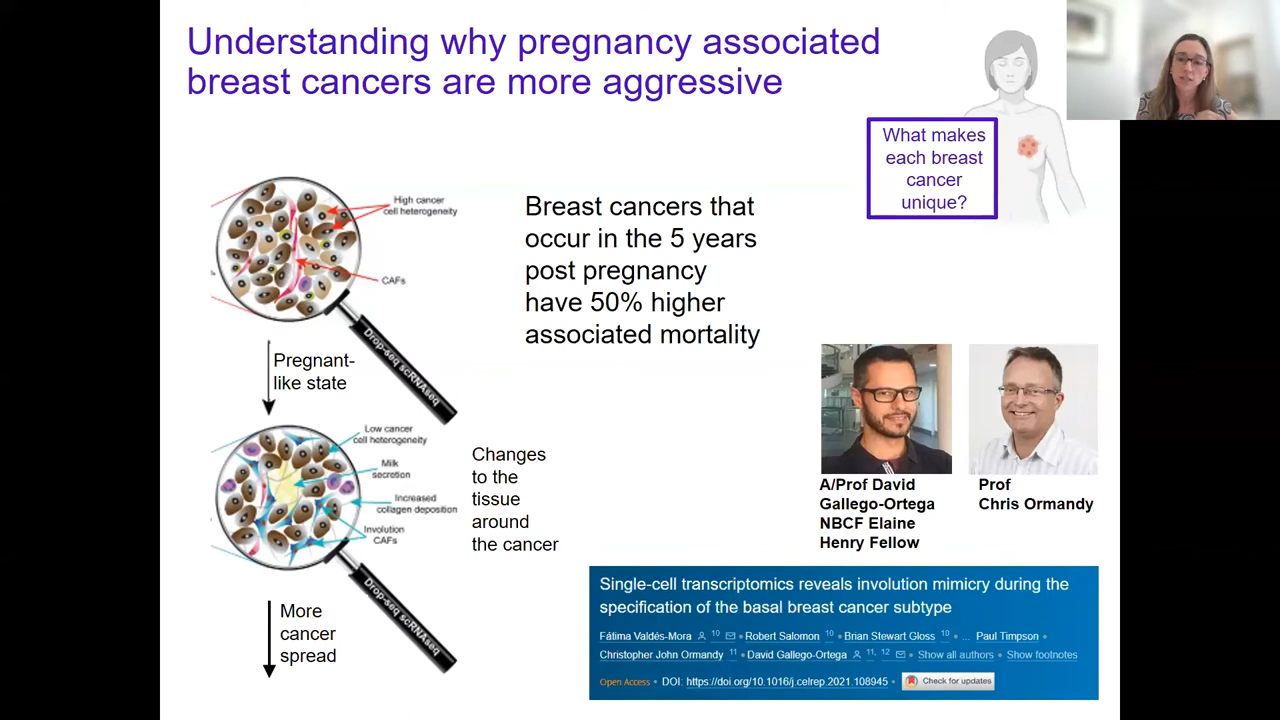 Understanding why pregnancy associated
breast cancers are more aggressive
What makes
each breast
cancer
unique?
High cancer
cell heterogeneity
CAFs
Drop-seq scRNAseq
Breast cancers that
occur in the 5 years
post pregnancy
have 50% higher
associated mortality
Pregnant-
like state
Low cancer
cell heterogeneity
Milk
secretion
Increased
collagen deposition
Involution
CAFs
Drop-seq scRNAseq
Changes
to the
tissue
around
the cancer
A/Prof David
Gallego-Ortega
NBCF Elaine
Henry Fellow
Prof
Chris Ormandy
More
cancer
spread
Single-cell transcriptomics reveals involution mimicry during the
specification of the basal breast cancer subtype
Fátima Valdés-Mora 10 • Robert Salomon 10 • Brian Stewart Gloss 10 • ... Paul Timpson •
Christopher John Ormandy 11 • David Gallego-Ortega 11, 12 • Show all authors • Show footnotes
Open Access • DOI: https://doi.org/10.1016/j.celrep.2021.108945 • Check for updates